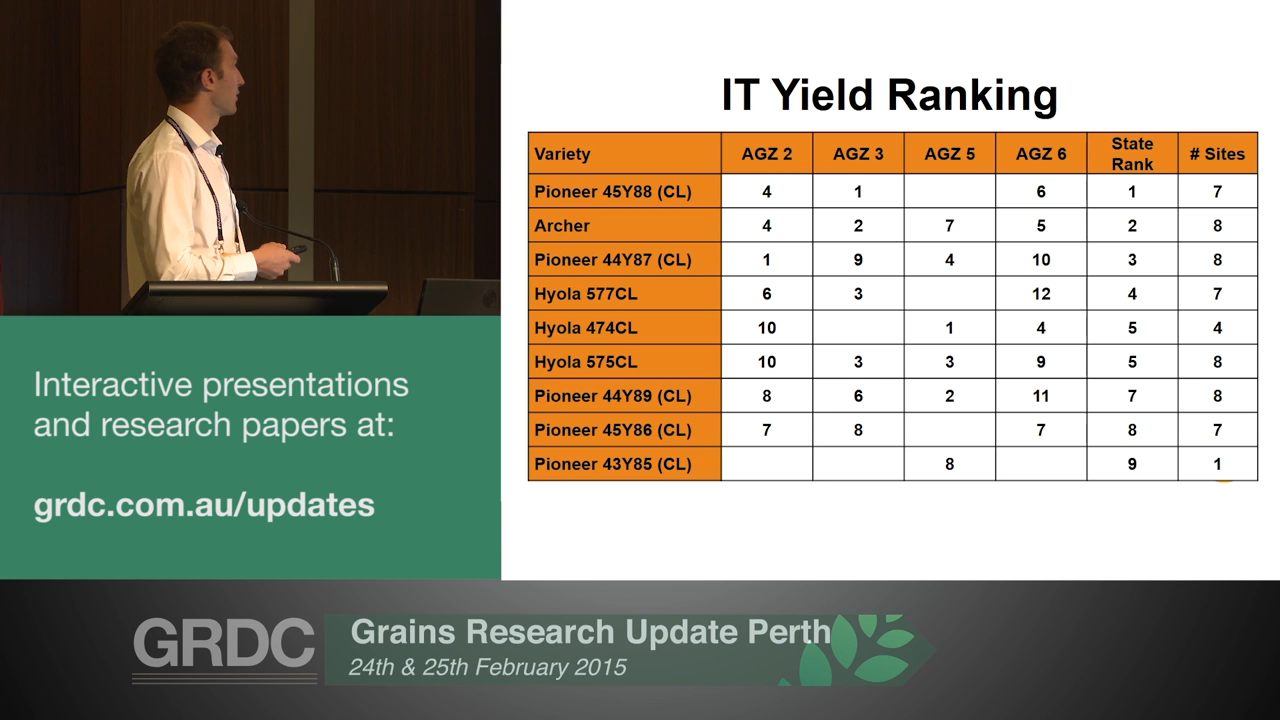 IT Yield Ranking
Variety AGZ 2 AGZ 3 AGZ 5 AGZ 6 State Rank # Sites
Pioneer 45Y88 (CL) 4 1 6 1 7
Archer 4 2 7 5 2 8
Pioneer 44Y87 (CL) 1 9 4 10 3 8
Hyola 577CL 6 3 12 4 7
Hyola 474CL 10 1 4 5 4
Hyola 575CL 10 3 3 9 5 8
Pioneer 44Y89 (CL) 8 6 2 11 7 8
Pioneer 45Y86 (CL) 7 8 7 8 7
Pioneer 43Y85 (CL) 8 9 1
Interactive presentations
and research papers at:
grdc.com.au/updates
GRDC
Grains Research Update Perth
24th & 25th February 2015